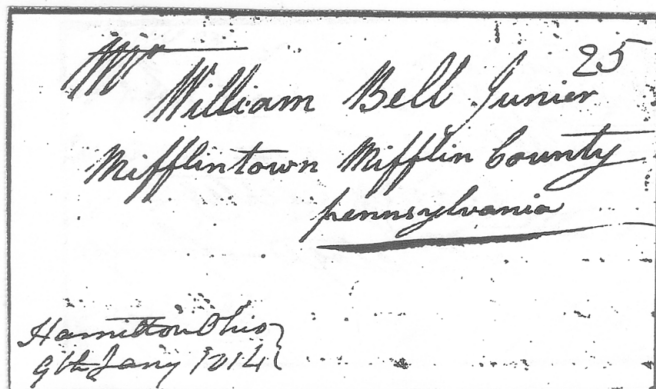 Mr 25
William Bell Junier
Mifflintown Mifflin County
pennsylvania
Hamilton Ohio
9th Jany 1814